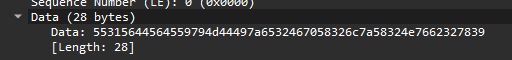 Sequence Number (LE): 0 (0x0000)
Data (28 bytes)
Data: 55315644564559794d44497a6532467058326c7a58324e7662327839
[Length: 28]